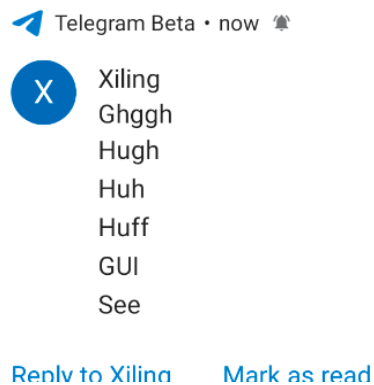 Telegram Beta • now
X
Xiling
Ghggh
Hugh
Huh
Huff
GUI
See
Reply to Xiling Mark as read